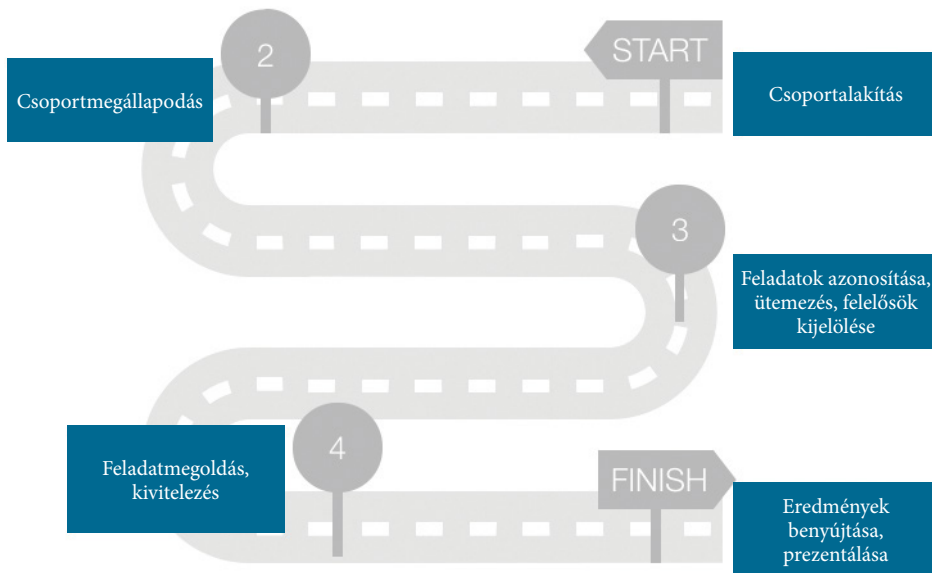 START
Csoportalakítás
2
Csoportmegállapodás
3
Feladatok azonosítása,
ütemezés, felelősök
kijelölése
4
Feladatmegoldás,
kivitelezés
FINISH
Eredmények
benyújtása,
prezentálása